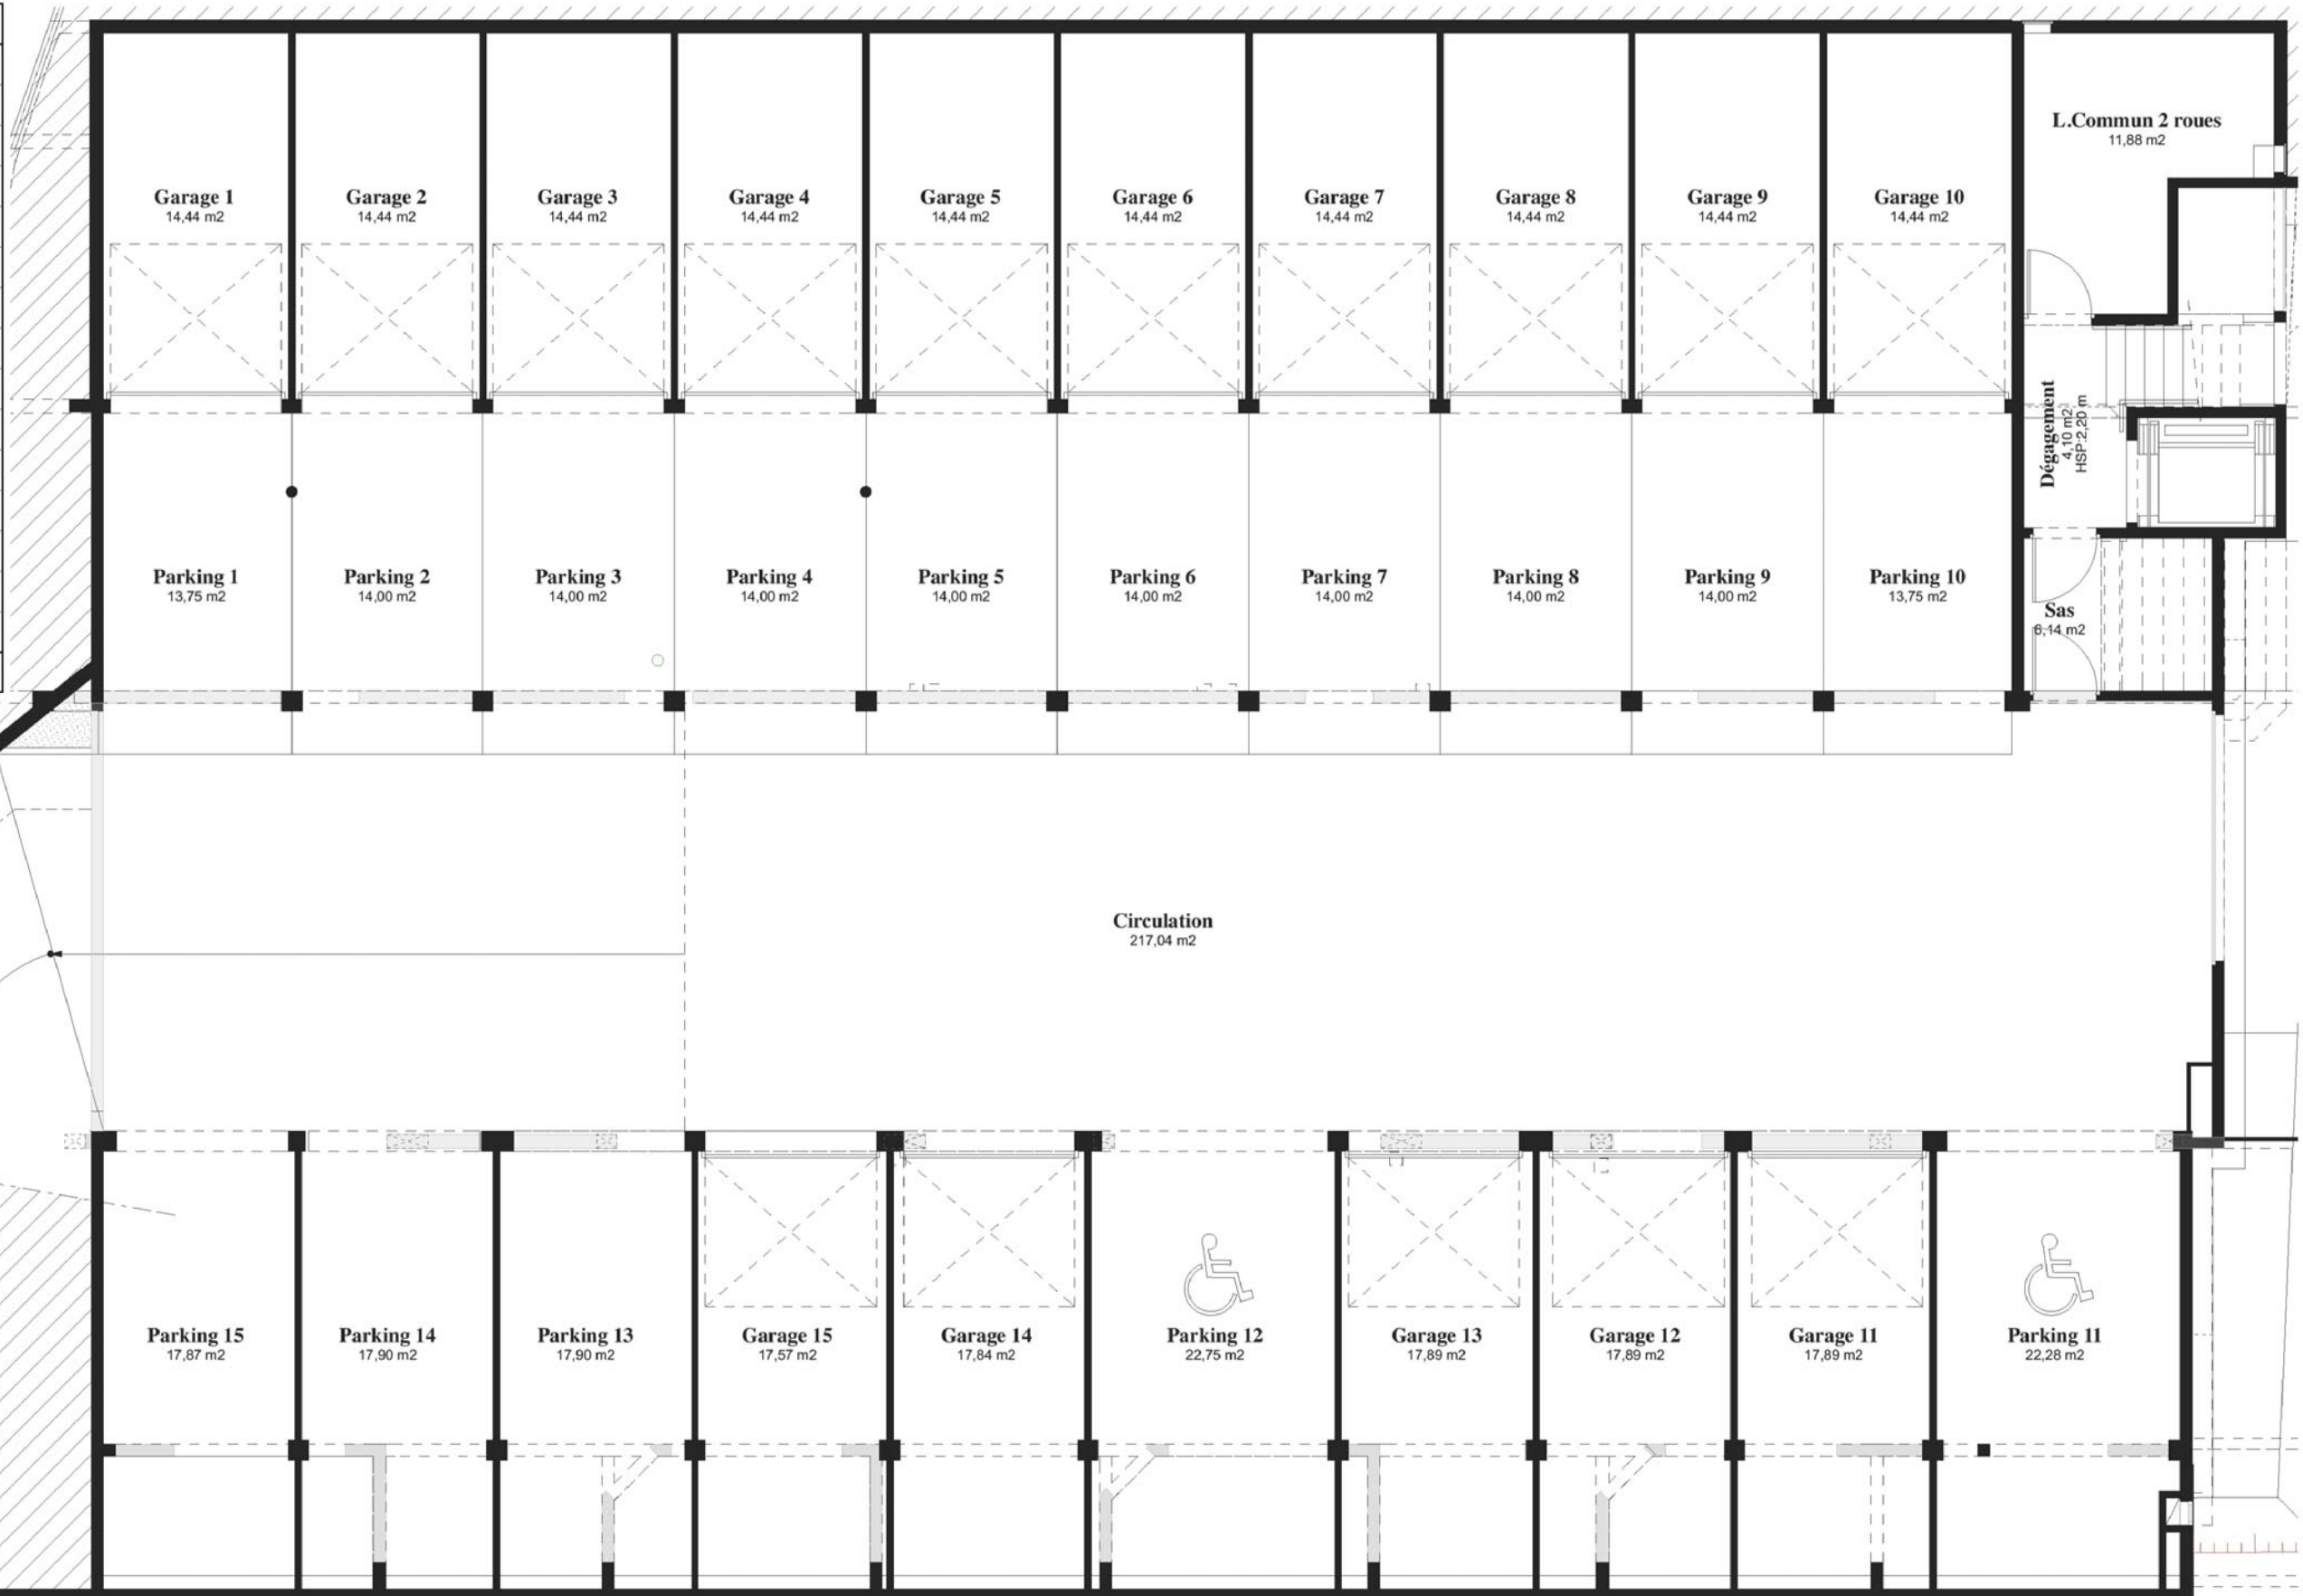 L.Commun 2 roues
11,88 m2
Garage 1
14,44 m2
Garage 2
14,44 m2
Garage 3
14,44 m2
Garage 4
14,44 m2
Garage 5
14,44 m2
Garage 6
14,44 m2
Garage 7
14,44 m2
Garage 8
14,44 m2
Garage 9
14,44 m2
Garage 10
14,44 m2
Dégagement
4,10 m2
HSP:2,20 m
Parking 1
13,75 m2
Parking 2
14,00 m2
Parking 3
14,00 m2
Parking 4
14,00 m2
Parking 5
14,00 m2
Parking 6
14,00 m2
Parking 7
14,00 m2
Parking 8
14,00 m2
Parking 9
14,00 m2
Parking 10
13,75 m2
Sas
6,14 m2
Circulation
217,04 m2
Parking 15
17,87 m2
Parking 14
17,90 m2
Parking 13
17,90 m2
Garage 15
17,57 m2
Garage 14
17,84 m2
Parking 12
22,75 m2
Garage 13
17,89 m2
Garage 12
17,89 m2
Garage 11
17,89 m2
Parking 11
22,28 m2